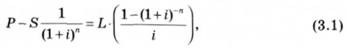 P – S 1/(1+i)^n = L · ( (1–(1+i)^–n) / i ), (3.1)